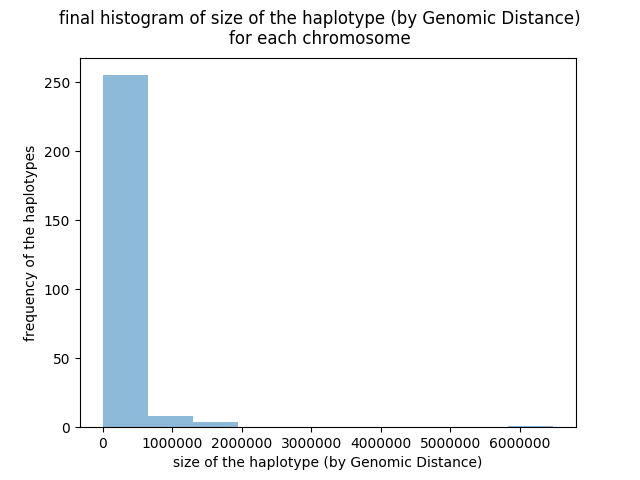 final histogram of size of the haplotype (by Genomic Distance)
for each chromosome
frequency of the haplotypes
250
200
150
100
50
0
0 1000000 2000000 3000000 4000000 5000000 6000000
size of the haplotype (by Genomic Distance)